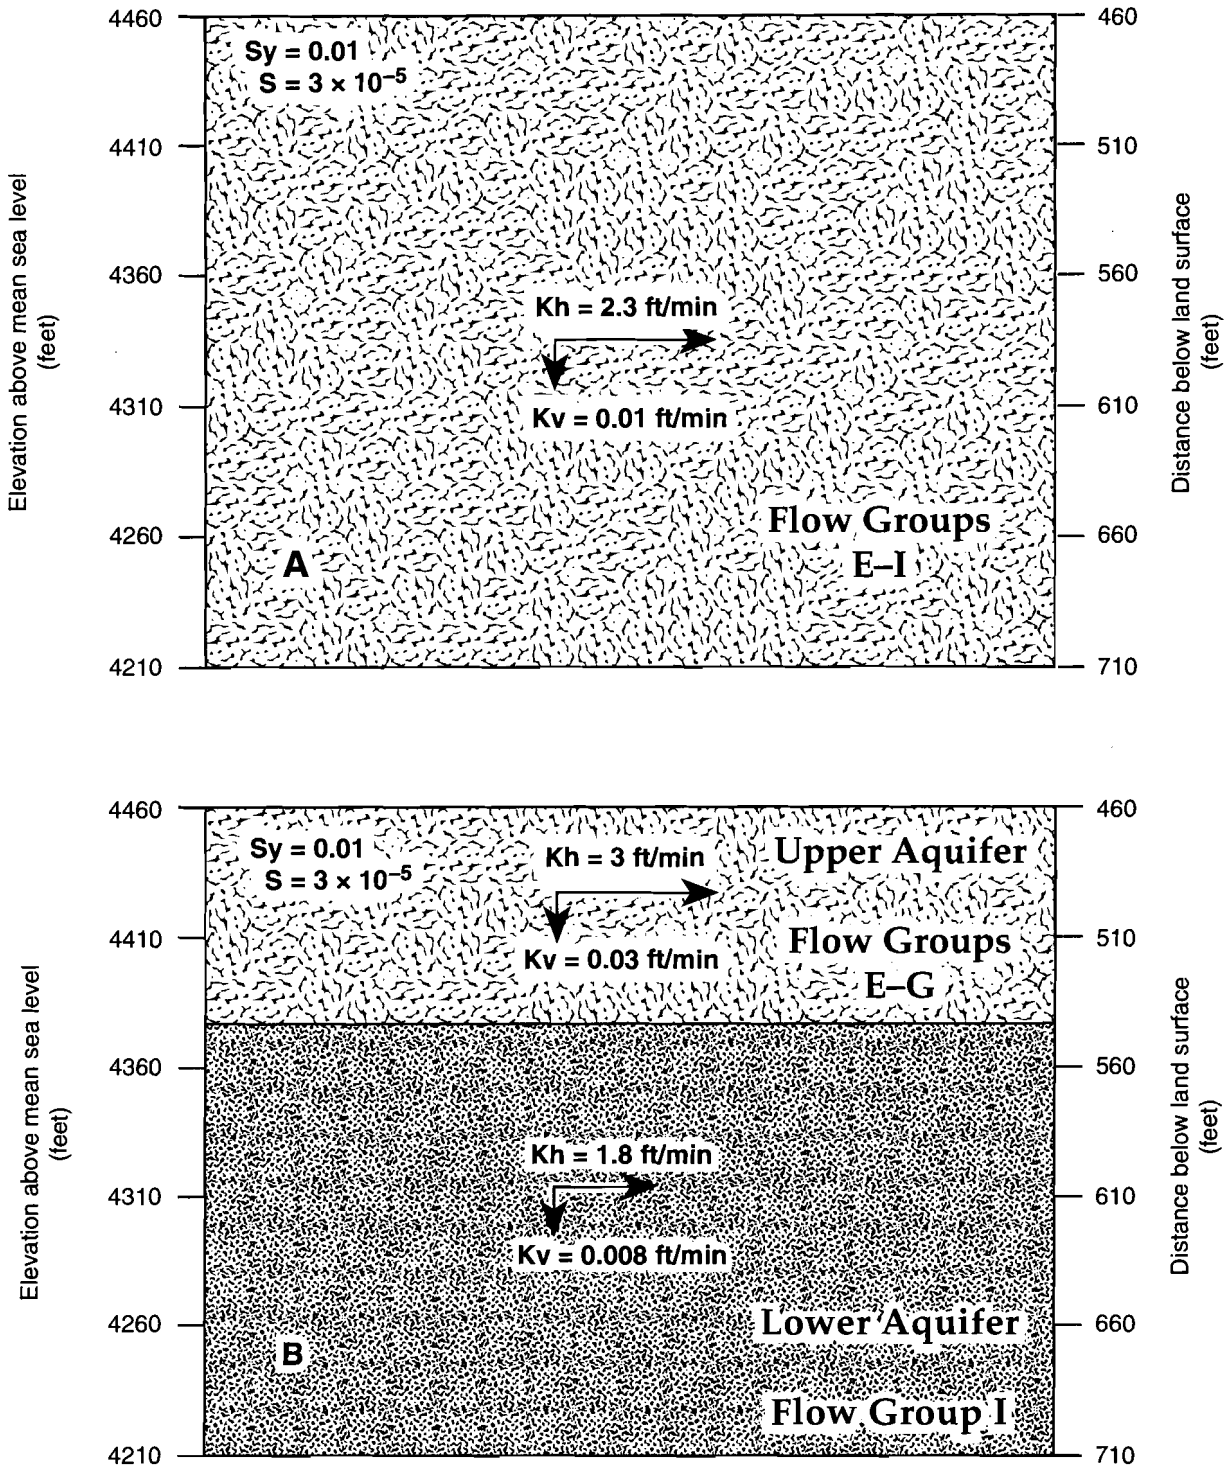 4460
4410
4360
4310
4260
4210
Elevation above mean sea level
(feet)
Sy = 0.01
S = 3 × 10⁻⁵
Kh = 2.3 ft/min
Kv = 0.01 ft/min
Flow Groups
E–I
A
460
510
560
610
660
710
Distance below land surface
(feet)
4460
4410
4360
4310
4260
4210
Elevation above mean sea level
(feet)
Sy = 0.01
S = 3 × 10⁻⁵
Kh = 3 ft/min
Kv = 0.03 ft/min
Upper Aquifer
Flow Groups
E–G
Kh = 1.8 ft/min
Kv = 0.008 ft/min
Lower Aquifer
B
Flow Group I
460
510
560
610
660
710
Distance below land surface
(feet)